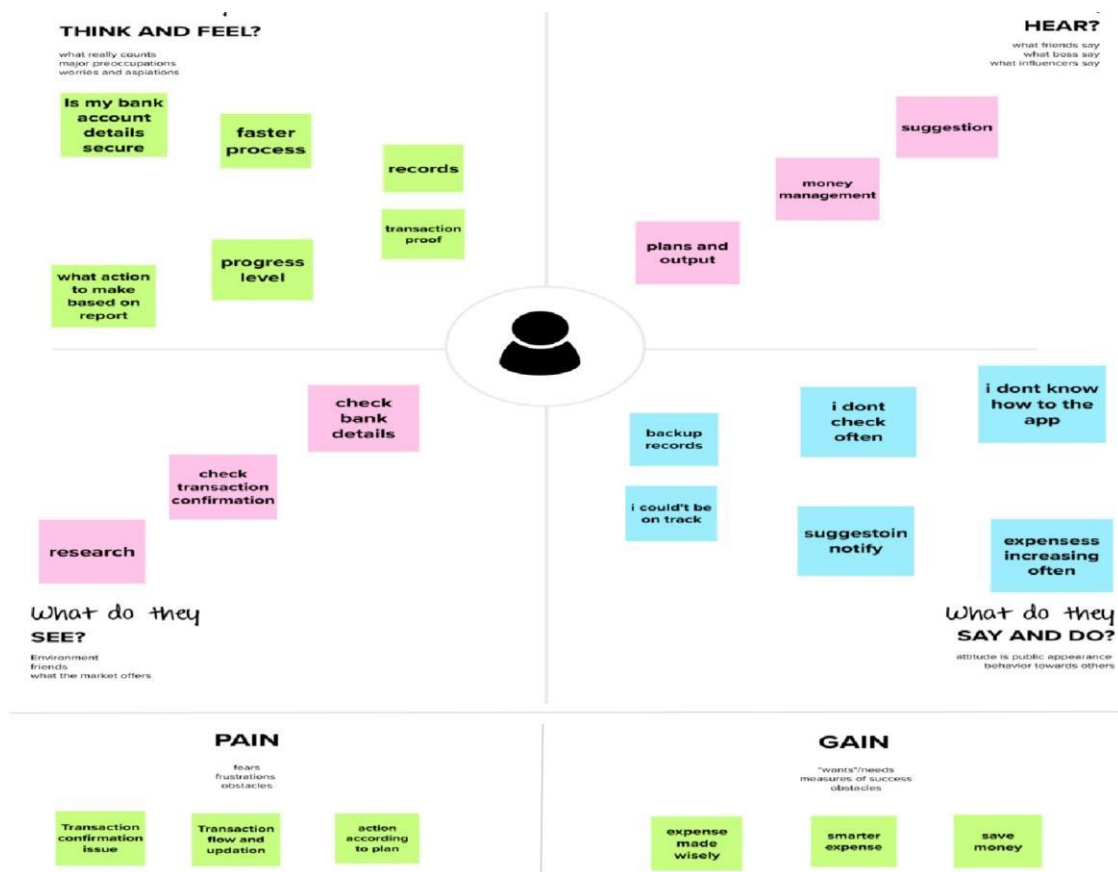 THINK AND FEEL?
what really counts
major preoccupations
worries and aspiations
Is my bank
account
details
secure
faster
process
records
transaction
proof
progress
level
what action
to make
based on
report
HEAR?
what friends say
what boss say
what influencers say
suggestion
money
management
plans and
output
check
bank
details
check
transaction
confirmation
research
What do they
SEE?
Environment
friends
what the market offers
backup
records
i dont
check
often
i dont know
how to the
app
i could't be
on track
suggestoin
notify
expensess
increasing
often
What do they
SAY AND DO?
attitude is public appearance
behavior towards others
PAIN
fears
frustrations
obstacles
Transaction
confirmation
issue
Transaction
flow and
updation
action
according
to plan
GAIN
"wants"/needs
measures of success
obstacles
expense
made
wisely
smarter
expense
save
money